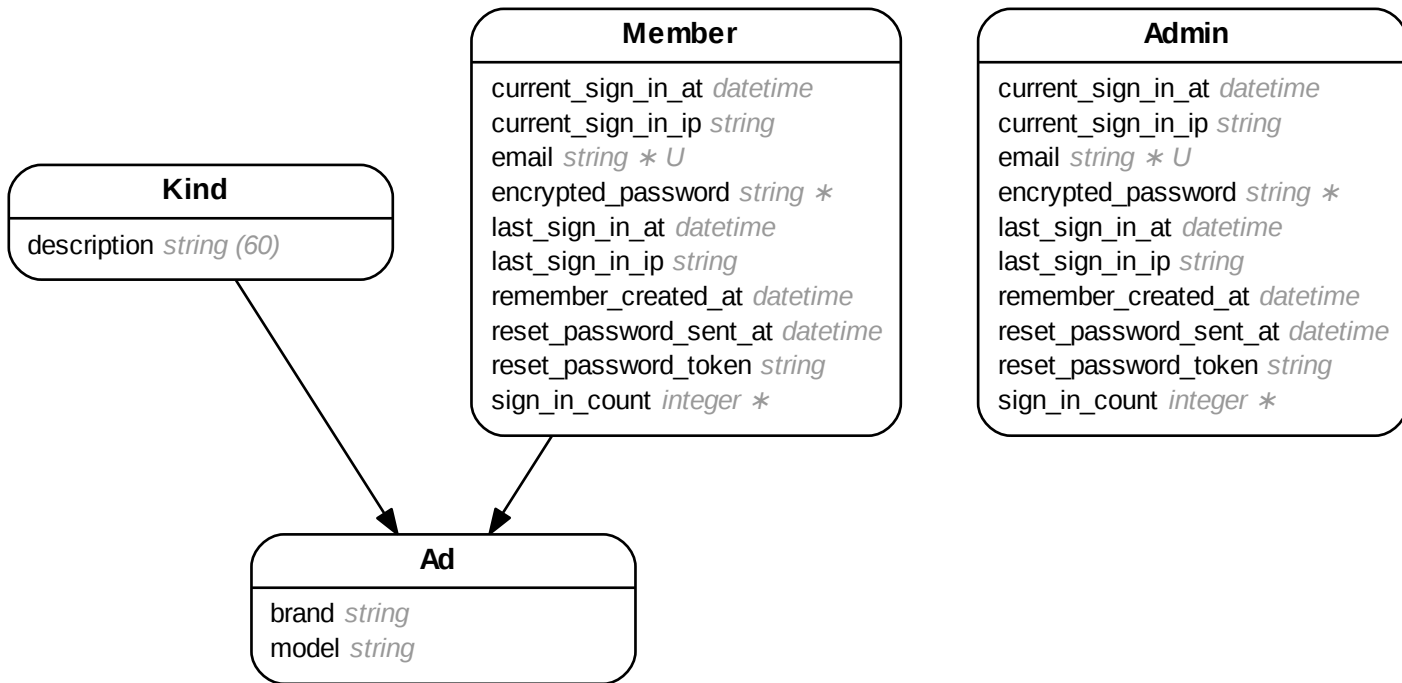 Kind
description string (60)
Member
current_sign_in_at datetime
current_sign_in_ip string
email string ∗ U
encrypted_password string ∗
last_sign_in_at datetime
last_sign_in_ip string
remember_created_at datetime
reset_password_sent_at datetime
reset_password_token string
sign_in_count integer ∗
Admin
current_sign_in_at datetime
current_sign_in_ip string
email string ∗ U
encrypted_password string ∗
last_sign_in_at datetime
last_sign_in_ip string
remember_created_at datetime
reset_password_sent_at datetime
reset_password_token string
sign_in_count integer ∗
Ad
brand string
model string